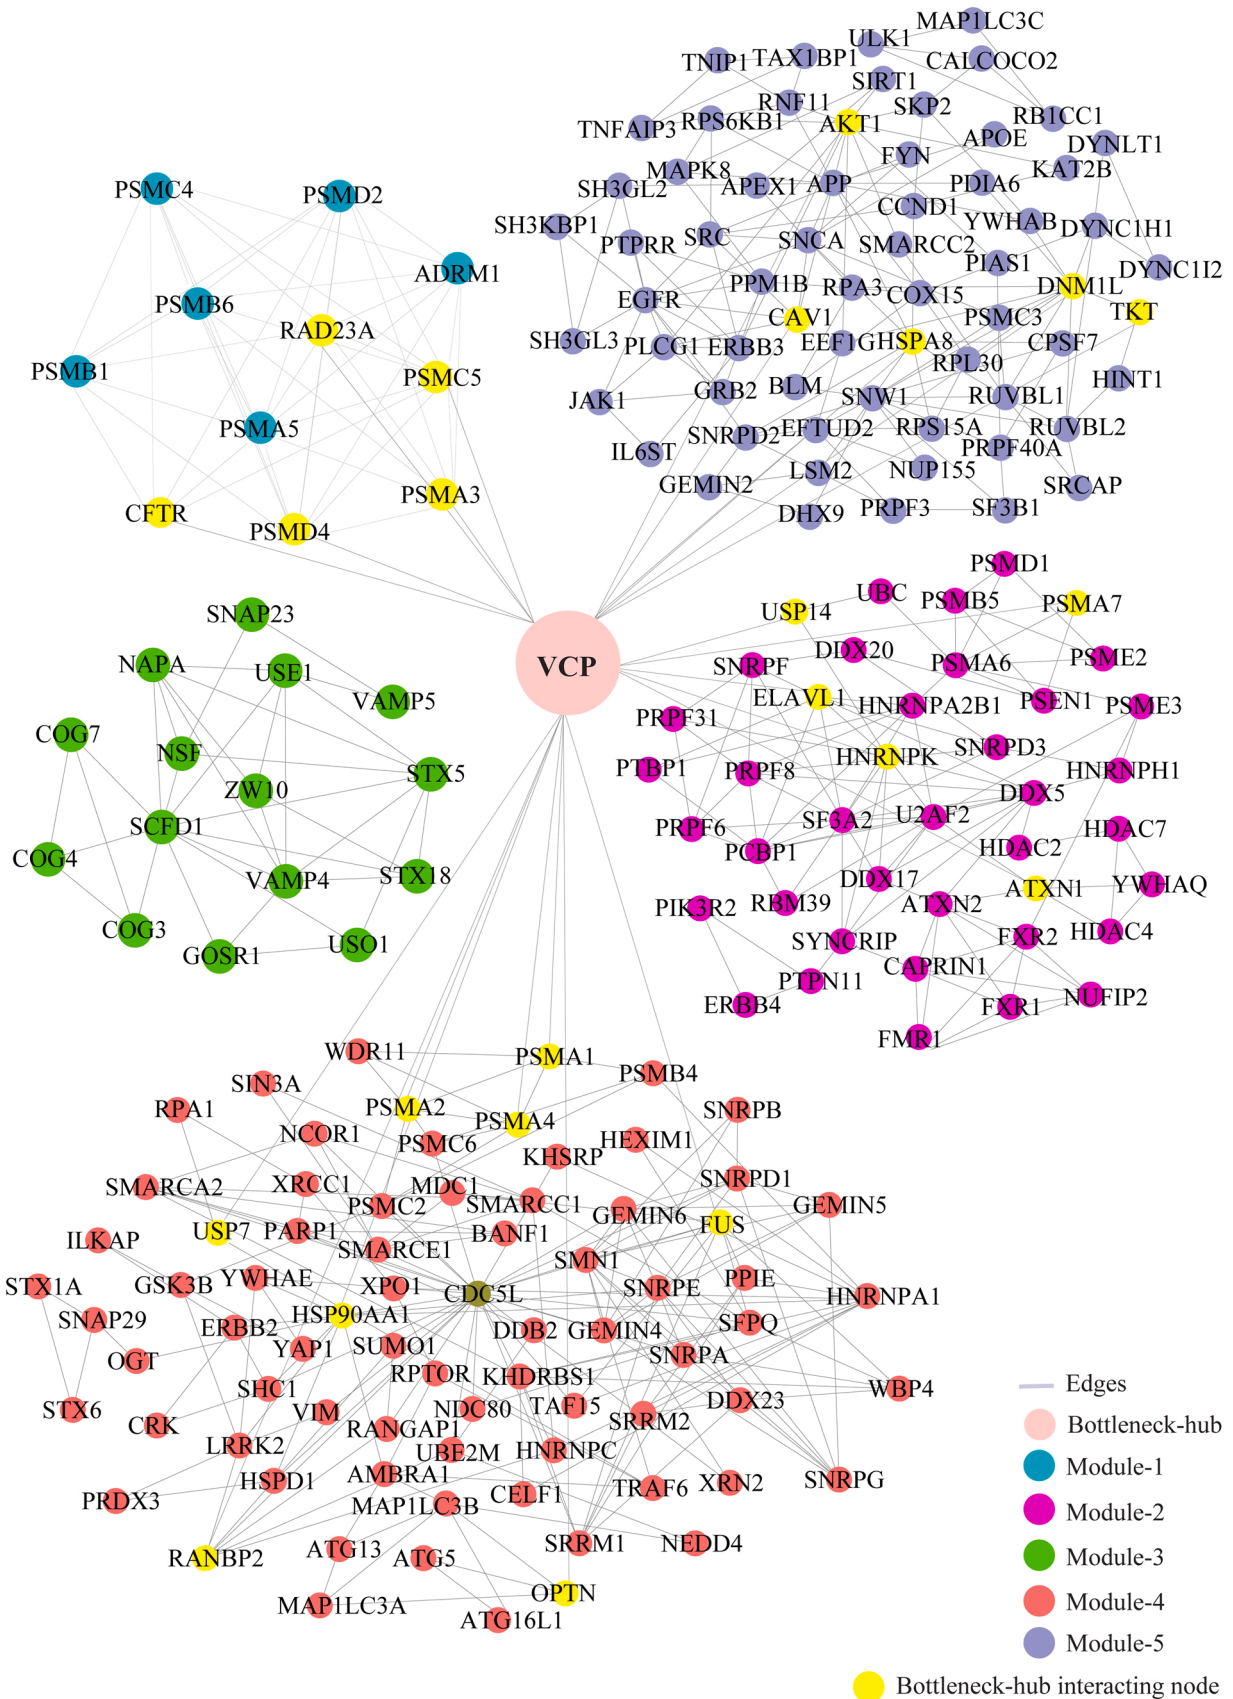 MAP1LC3C
ULK1
TNIP1
TAX1BP1
CALCOCO2
SIRT1
RNF11
SKP2
TNFAIP3
RPS6KB1
AKT1
RB1CC1
APOE
DYNLT1
FYN
MAPK8
KAT2B
SH3GL2
APEX1
APP
PDIA6
CCND1
SH3KBP1
YWHAB
DYNC1H1
PTPRR
SRC
SNCA
SMARCC2
PIAS1
DYNC1I2
PPM1B
RPA3
COX15
DNM1L
EGFR
CAV1
PSMC3
TKT
SH3GL3
PLCG1
ERBB3
EEF1G
HSPA8
CPSF7
RPL30
HINT1
JAK1
GRB2
BLM
SNW1
RUVBL1
SNRPD2
EFTUD2
RPS15A
RUVBL2
IL6ST
PRPF40A
GEMIN2
LSM2
NUP155
SRCAP
DHX9
PRPF3
SF3B1
PSMC4
PSMD2
ADRM1
PSMB6
RAD23A
PSMB1
PSMC5
PSMA5
PSMA3
CFTR
PSMD4
VCP
SNAP23
NAPA
USE1
VAMP5
COG7
NSF
ZW10
STX5
SCFD1
COG4
VAMP4
STX18
COG3
GOSR1
USO1
PSMD1
UBC
PSMB5
PSMA7
USP14
DDX20
SNRPF
PSMA6
PSME2
ELAVL1
HNRNPA2B1
PSEN1
PSME3
PRPF31
HNRNPK
SNRPD3
PTBP1
PRPF8
HNRNPH1
DDX5
PRPF6
SF3A2
U2AF2
HDAC7
PCBP1
HDAC2
DDX17
ATXN1
YWHAQ
PIK3R2
RBM39
ATXN2
SYNCRIP
FXR2
HDAC4
CAPRIN1
PTPN11
ERBB4
FXR1
NUFIP2
FMR1
WDR11
PSMA1
SIN3A
PSMB4
RPA1
PSMA2
PSMA4
SNRPB
NCOR1
PSMC6
HEXIM1
KHSRP
SMARCA2
XRCC1
MDC1
SNRPD1
PSMC2
SMARCC1
GEMIN5
GEMIN6
FUS
USP7
PARP1
BANF1
ILKAP
SMARCE1
SMN1
STX1A
GSK3B
YWHAE
XPO1
CDC5L
SNRPE
PPIE
HNRNPA1
SNAP29
ERBB2
HSP90AA1
DDB2
GEMIN4
SFPQ
OGT
YAP1
SUMO1
SNRPA
SHC1
RPTOR
KHDRBS1
WBP4
STX6
CRK
VIM
NDC80
TAF15
DDX23
RANGAP1
SRRM2
LRRK2
UBE2M
HNRNPC
HSPD1
AMBRA1
SNRPG
PRDX3
CELF1
TRAF6
XRN2
MAP1LC3B
RANBP2
ATG13
ATG5
SRRM1
NEDD4
OPTN
MAP1LC3A
ATG16L1
Edges
Bottleneck-hub
Module-1
Module-2
Module-3
Module-4
Module-5
Bottleneck-hub interacting node